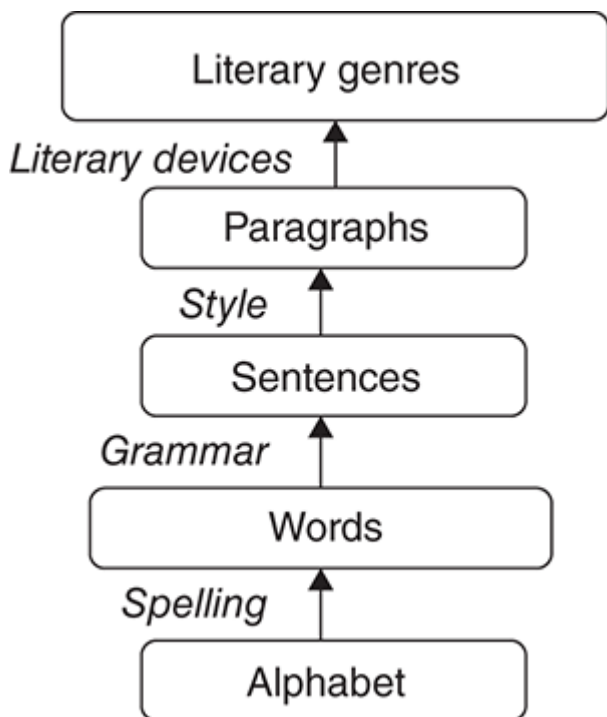 Literary genres
Literary devices
Paragraphs
Style
Sentences
Grammar
Words
Spelling
Alphabet